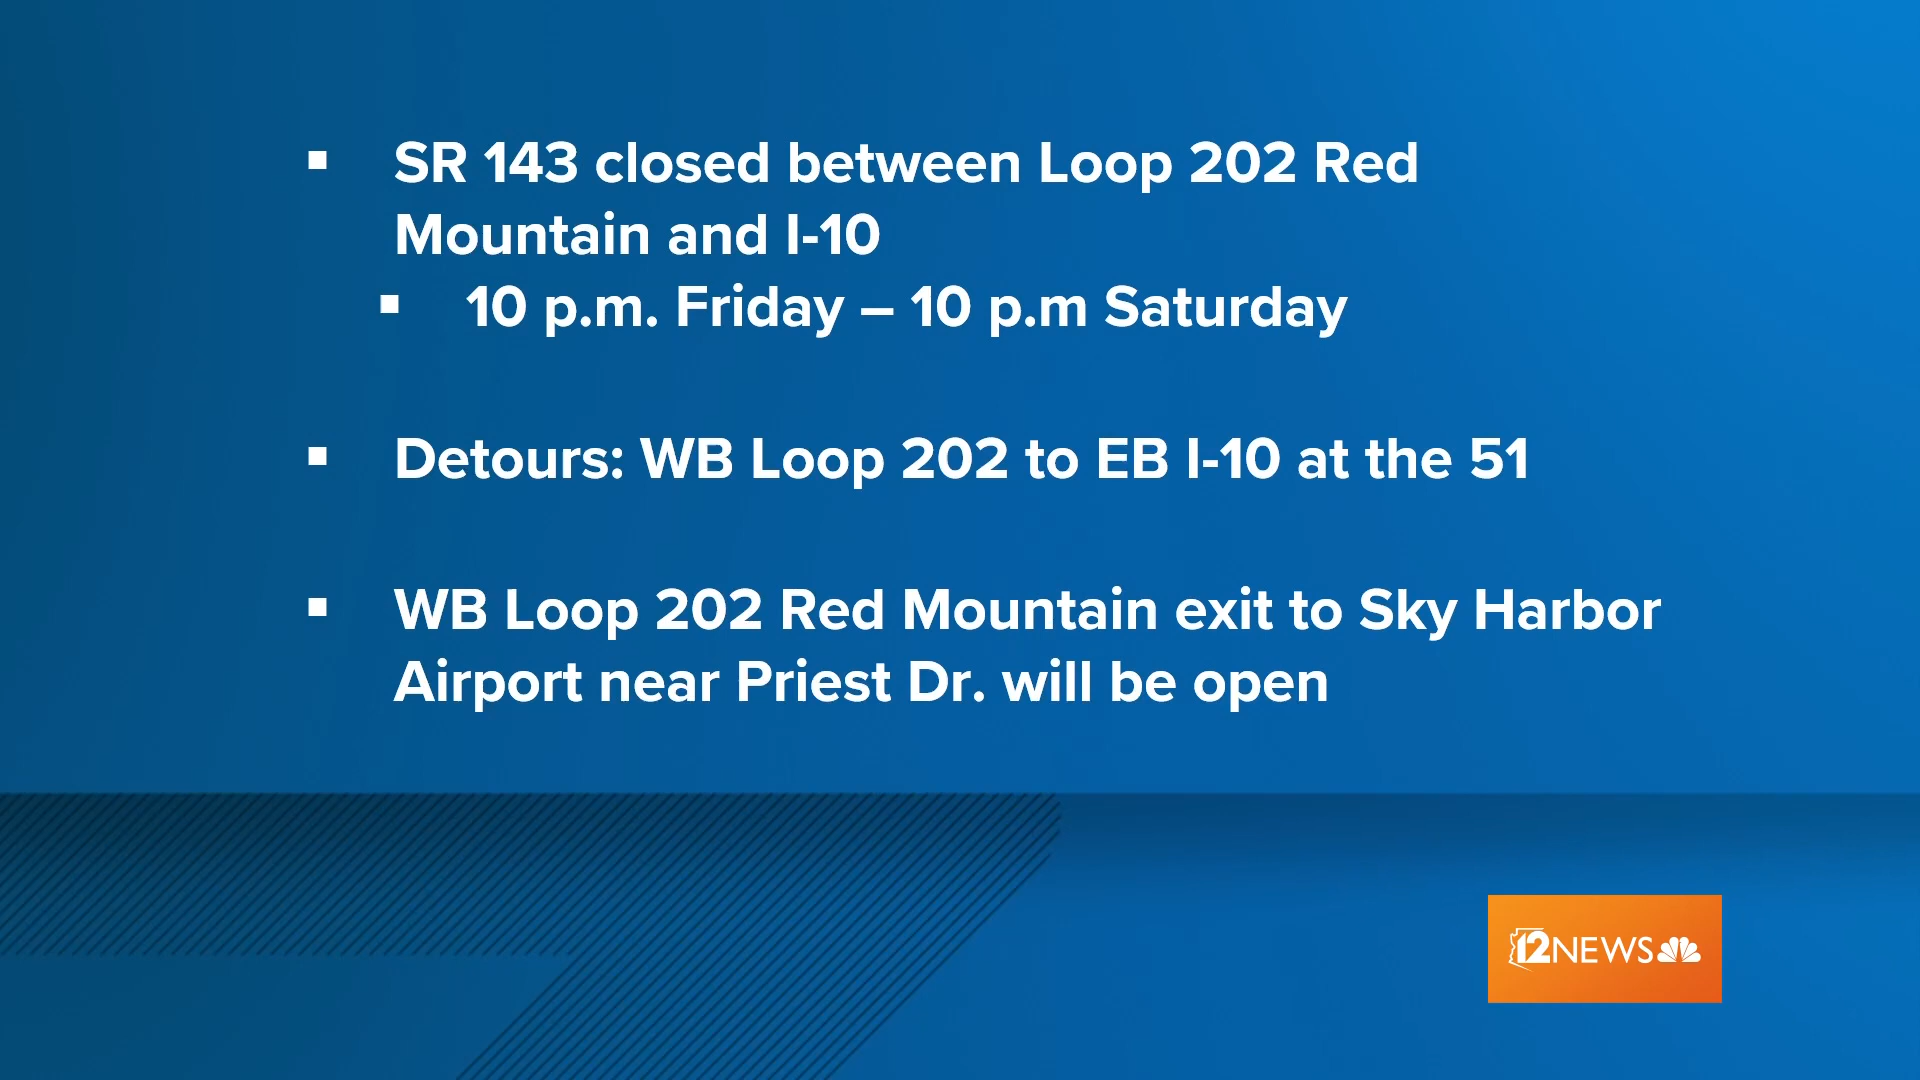 ▪ SR 143 closed between Loop 202 Red
Mountain and I-10
▪ 10 p.m. Friday – 10 p.m Saturday
▪ Detours: WB Loop 202 to EB I-10 at the 51
▪ WB Loop 202 Red Mountain exit to Sky Harbor
Airport near Priest Dr. will be open
12NEWS